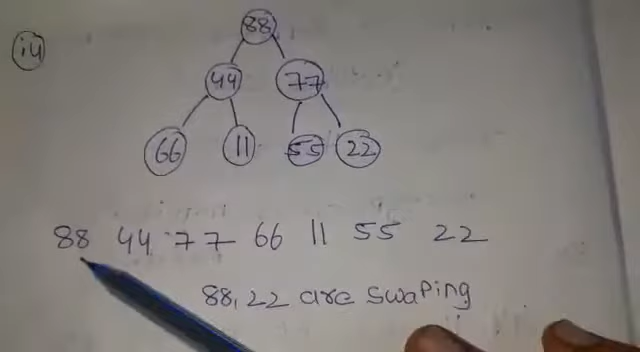 iv
88
44 77
66 11 55 22
88 44 77 66 11 55 22
88, 22 are swaping